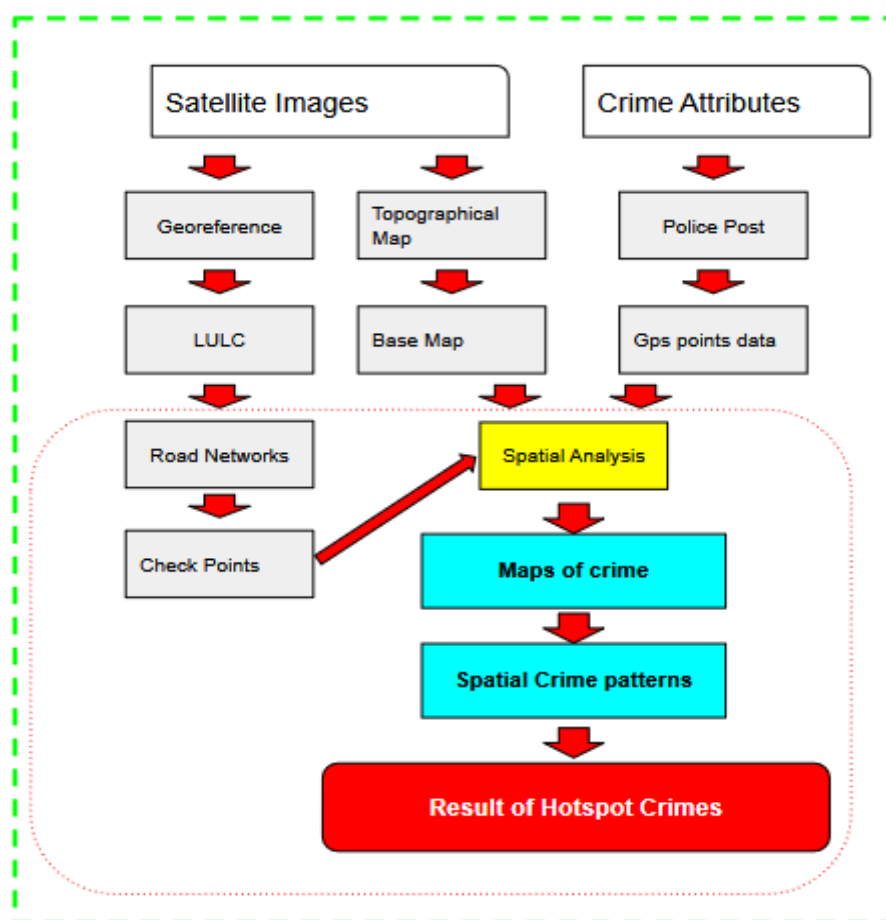 Satellite Images
Crime Attributes
Georeference
Topographical
Map
Police Post
LULC
Base Map
Gps points data
Road Networks
Spatial Analysis
Check Points
Maps of crime
Spatial Crime patterns
Result of Hotspot Crimes